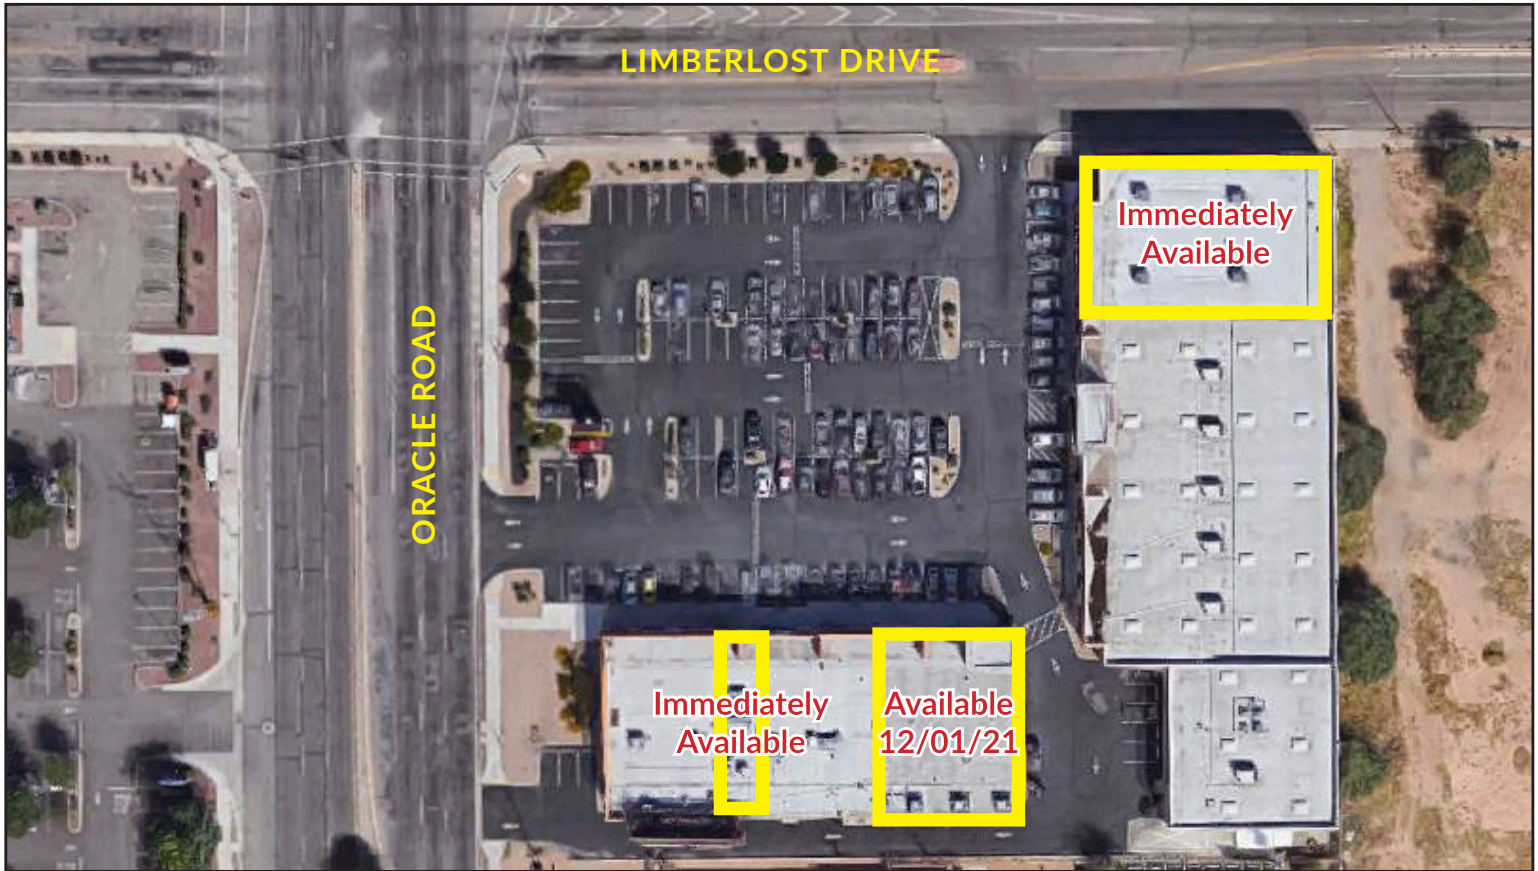 LIMBERLOST DRIVE
ORACLE ROAD
Immediately
Available
Immediately
Available
Available
12/01/21